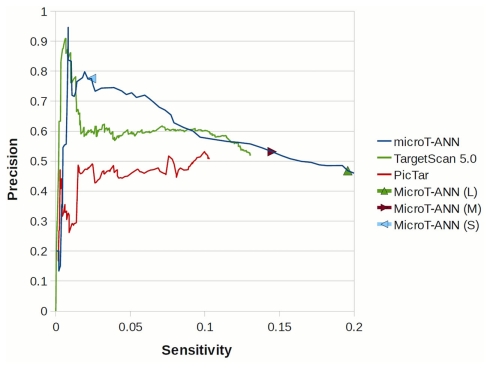 1
0.9
0.8
0.7
0.6
0.5
0.4
0.3
0.2
0.1
0
Precision
0 0.05 0.1 0.15 0.2
Sensitivity
microT-ANN
TargetScan 5.0
PicTar
MicroT-ANN (L)
MicroT-ANN (M)
MicroT-ANN (S)